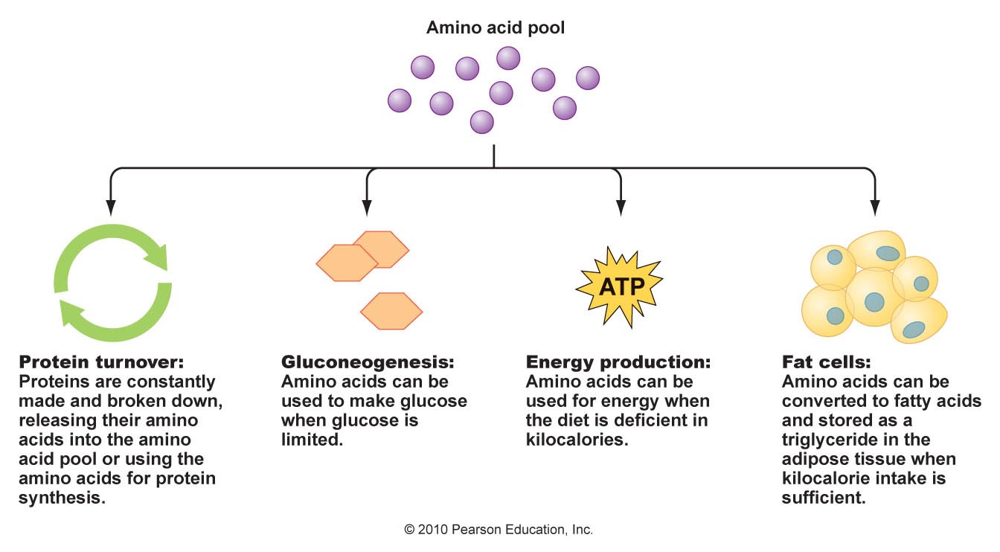 Amino acid pool
ATP
Protein turnover:
Proteins are constantly
made and broken down,
releasing their amino
acids into the amino
acid pool or using the
amino acids for protein
synthesis.
Gluconeogenesis:
Amino acids can be
used to make glucose
when glucose is
limited.
Energy production:
Amino acids can be
used for energy when
the diet is deficient in
kilocalories.
Fat cells:
Amino acids can be
converted to fatty acids
and stored as a
triglyceride in the
adipose tissue when
kilocalorie intake is
sufficient.
© 2010 Pearson Education, Inc.